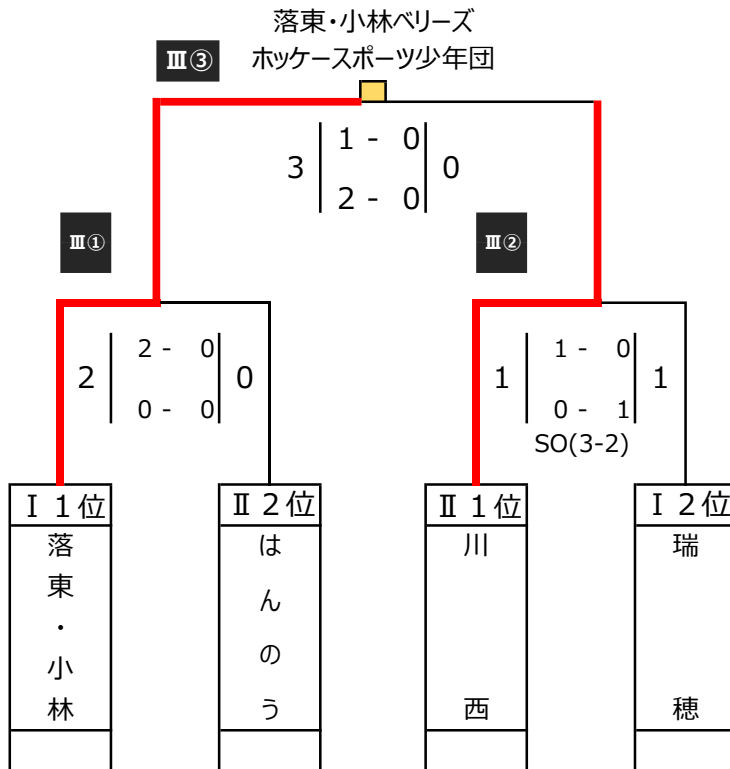 落東・小林ベリーズ
ホッケースポーツ少年団
Ⅲ③
3 1 - 0 0
2 - 0
Ⅲ①
Ⅲ②
2 2 - 0 0
0 - 0
1 1 - 0 1
0 - 1
SO(3-2)
Ⅰ 1位
Ⅱ 2位
Ⅱ 1位
Ⅰ 2位
落東・小林
はんのう
川西
瑞穂